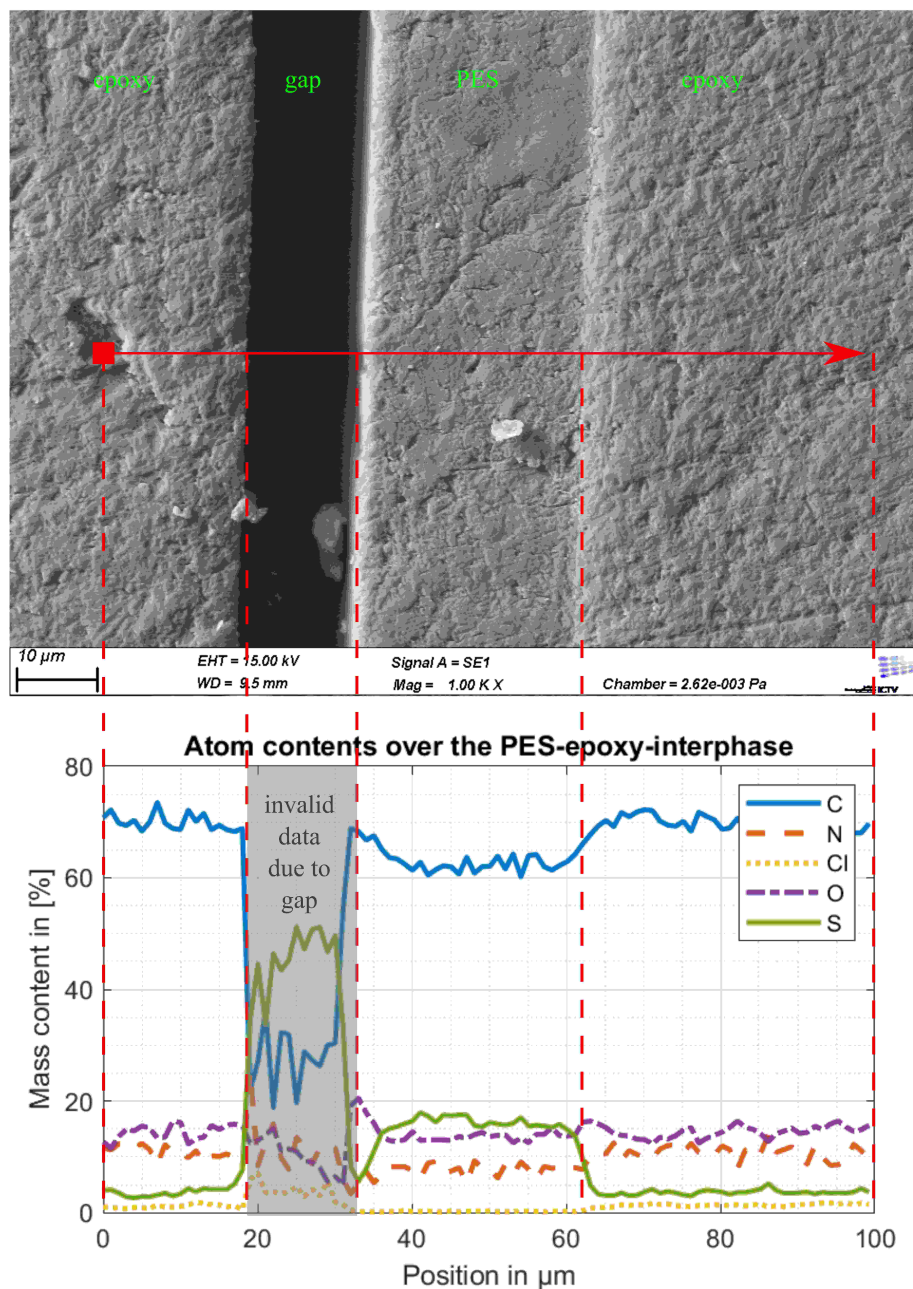 epoxy gap PES epoxy
10 µm
EHT = 15.00 kV Signal A = SE1
WD = 9.5 mm Mag = 1.00 K X Chamber = 2.62e-003 Pa
ICTV
Atom contents over the PES-epoxy-interphase
80
60
40
20
0
Mass content in [%]
invalid
data
due to
gap
C
N
Cl
O
S
0 20 40 60 80 100
Position in µm